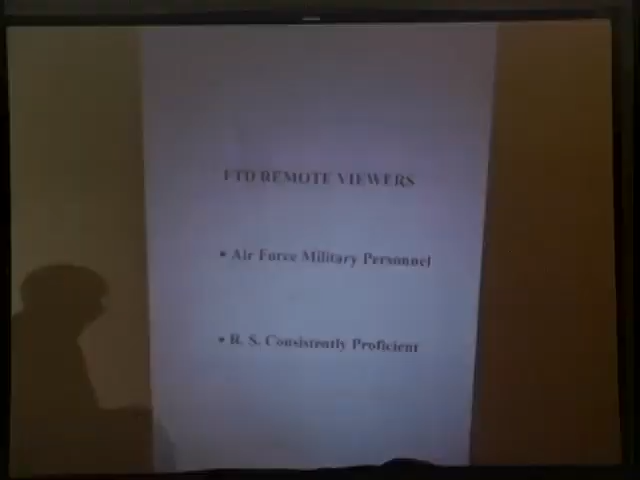 FTD REMOTE VIEWERS
• Air Force Military Personnel
• R. S. Consistently Proficient